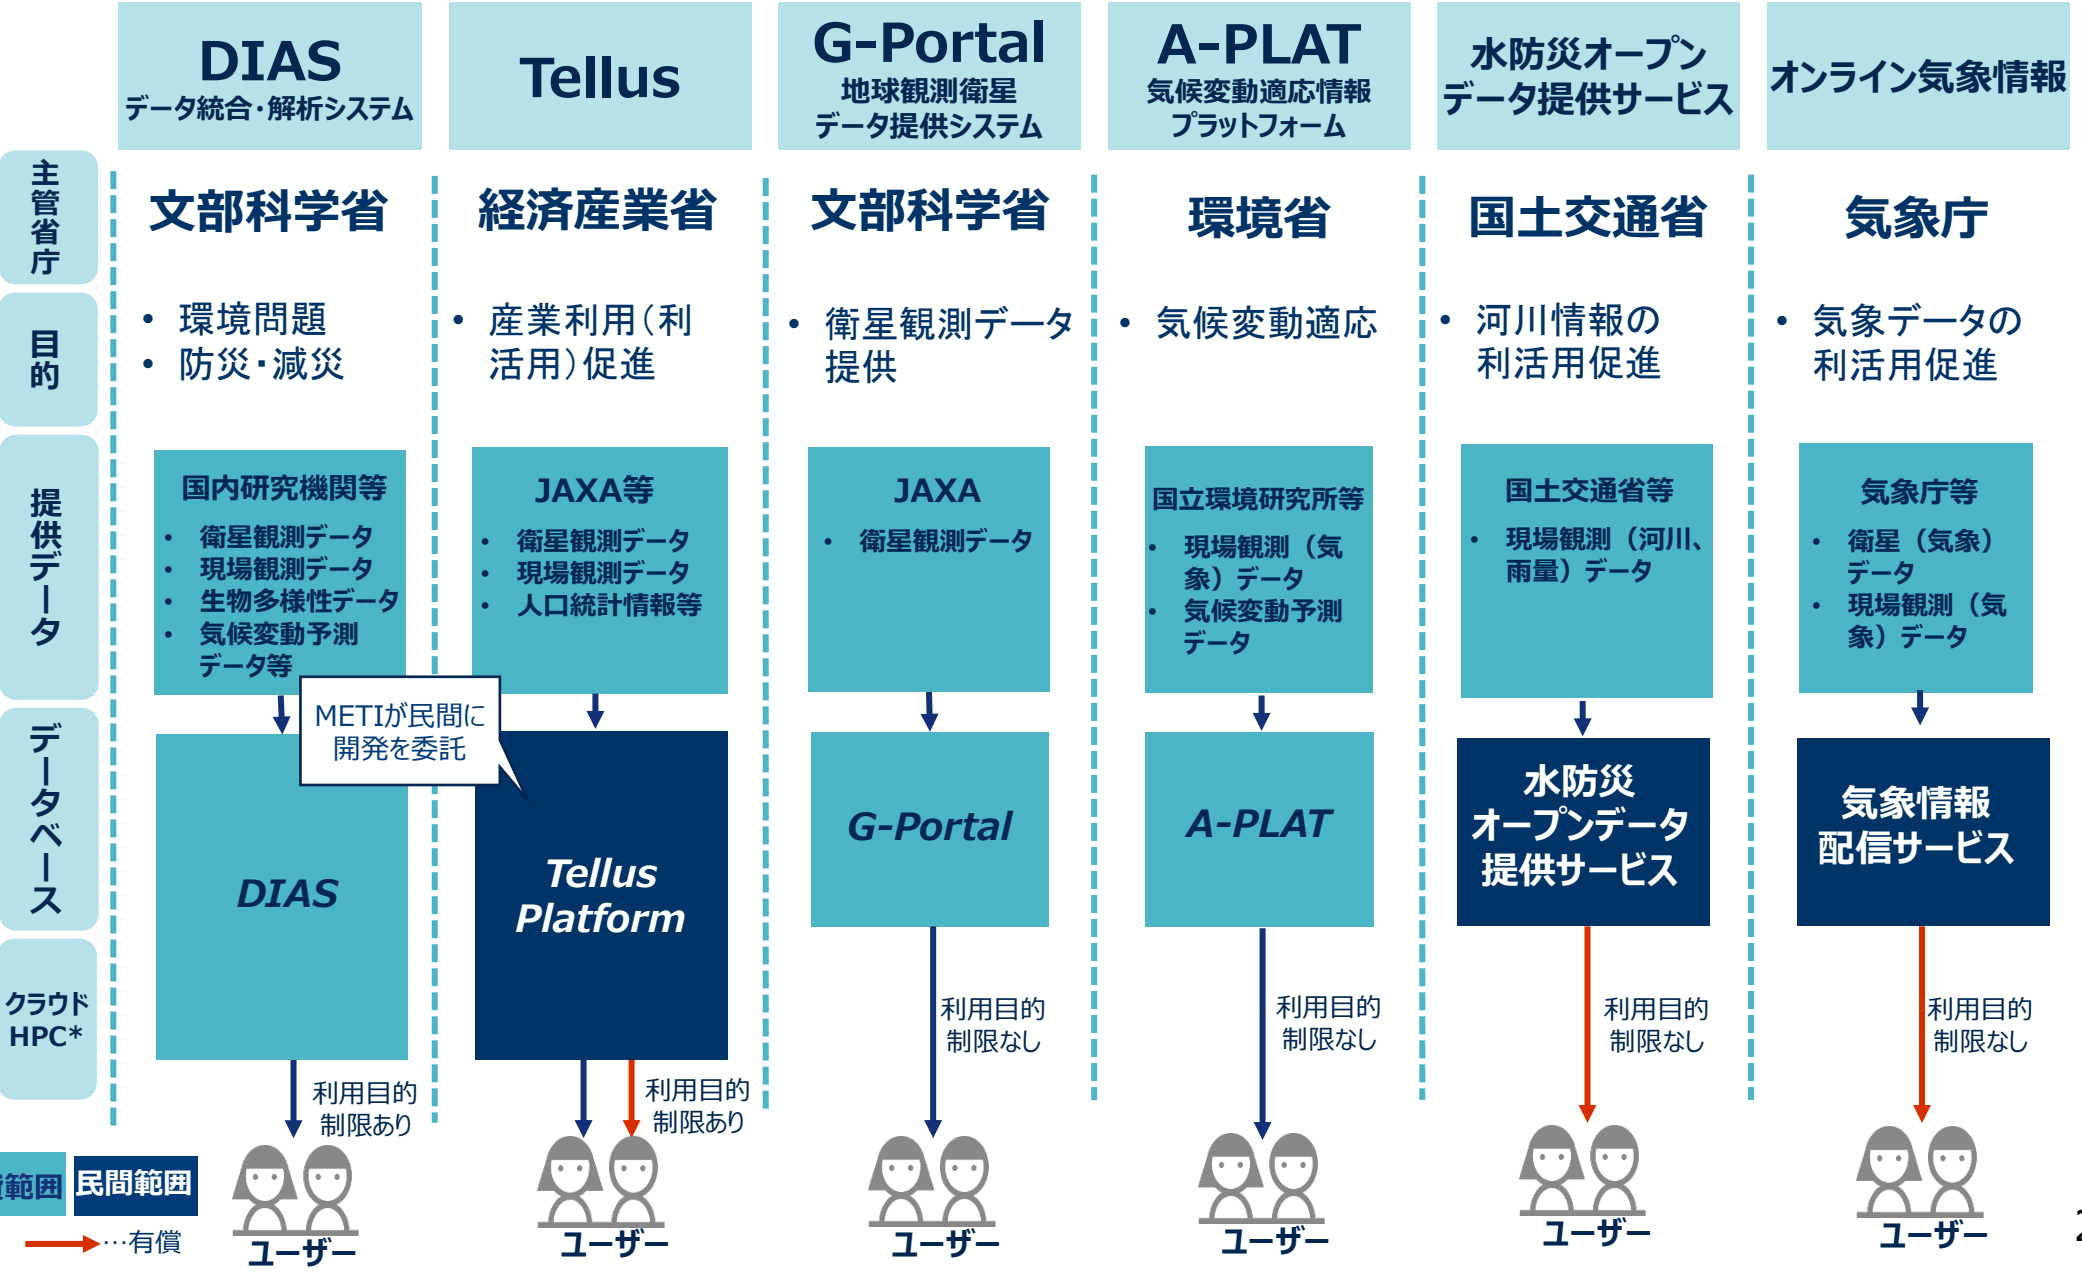 DIAS
データ統合・解析システム
Tellus
G-Portal
地球観測衛星
データ提供システム
A-PLAT
気候変動適応情報
プラットフォーム
水防災オープン
データ提供サービス
オンライン気象情報
主管省庁
文部科学省
経済産業省
文部科学省
環境省
国土交通省
気象庁
目的
• 環境問題
• 防災・減災
• 産業利用（利
活用）促進
• 衛星観測データ
提供
• 気候変動適応
• 河川情報の
利活用促進
• 気象データの
利活用促進
提供データ
国内研究機関等
• 衛星観測データ
• 現場観測データ
• 生物多様性データ
• 気候変動予測
データ等
JAXA等
• 衛星観測データ
• 現場観測データ
• 人口統計情報等
JAXA
• 衛星観測データ
国立環境研究所等
• 現場観測（気
象）データ
• 気候変動予測
データ
国土交通省等
• 現場観測（河川、
雨量）データ
気象庁等
• 衛星（気象）
データ
• 現場観測（気
象）データ
METIが民間に
開発を委託
データベース
DIAS
Tellus
Platform
G-Portal
A-PLAT
水防災
オープンデータ
提供サービス
気象情報
配信サービス
クラウド
HPC*
利用目的
制限あり
利用目的
制限あり
利用目的
制限なし
利用目的
制限なし
利用目的
制限なし
利用目的
制限なし
範囲
民間範囲
…有償
ユーザー
ユーザー
ユーザー
ユーザー
ユーザー
ユーザー